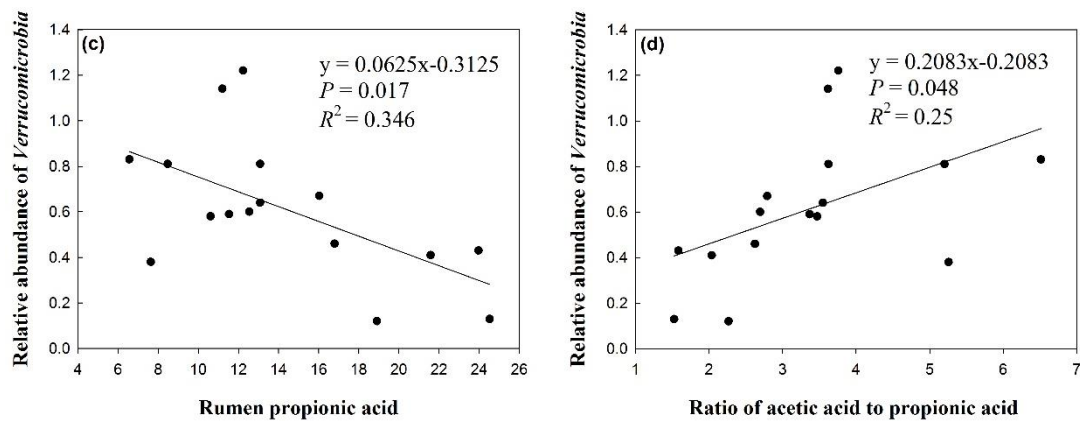 (c)
y = 0.0625x-0.3125
P = 0.017
R² = 0.346
Relative abundance of Verrucomicrobia
1.4
1.2
1.0
0.8
0.6
0.4
0.2
0.0
4 6 8 10 12 14 16 18 20 22 24 26
Rumen propionic acid
(d)
y = 0.2083x-0.2083
P = 0.048
R² = 0.25
Relative abundance of Verrucomicrobia
1.4
1.2
1.0
0.8
0.6
0.4
0.2
0.0
1 2 3 4 5 6 7
Ratio of acetic acid to propionic acid